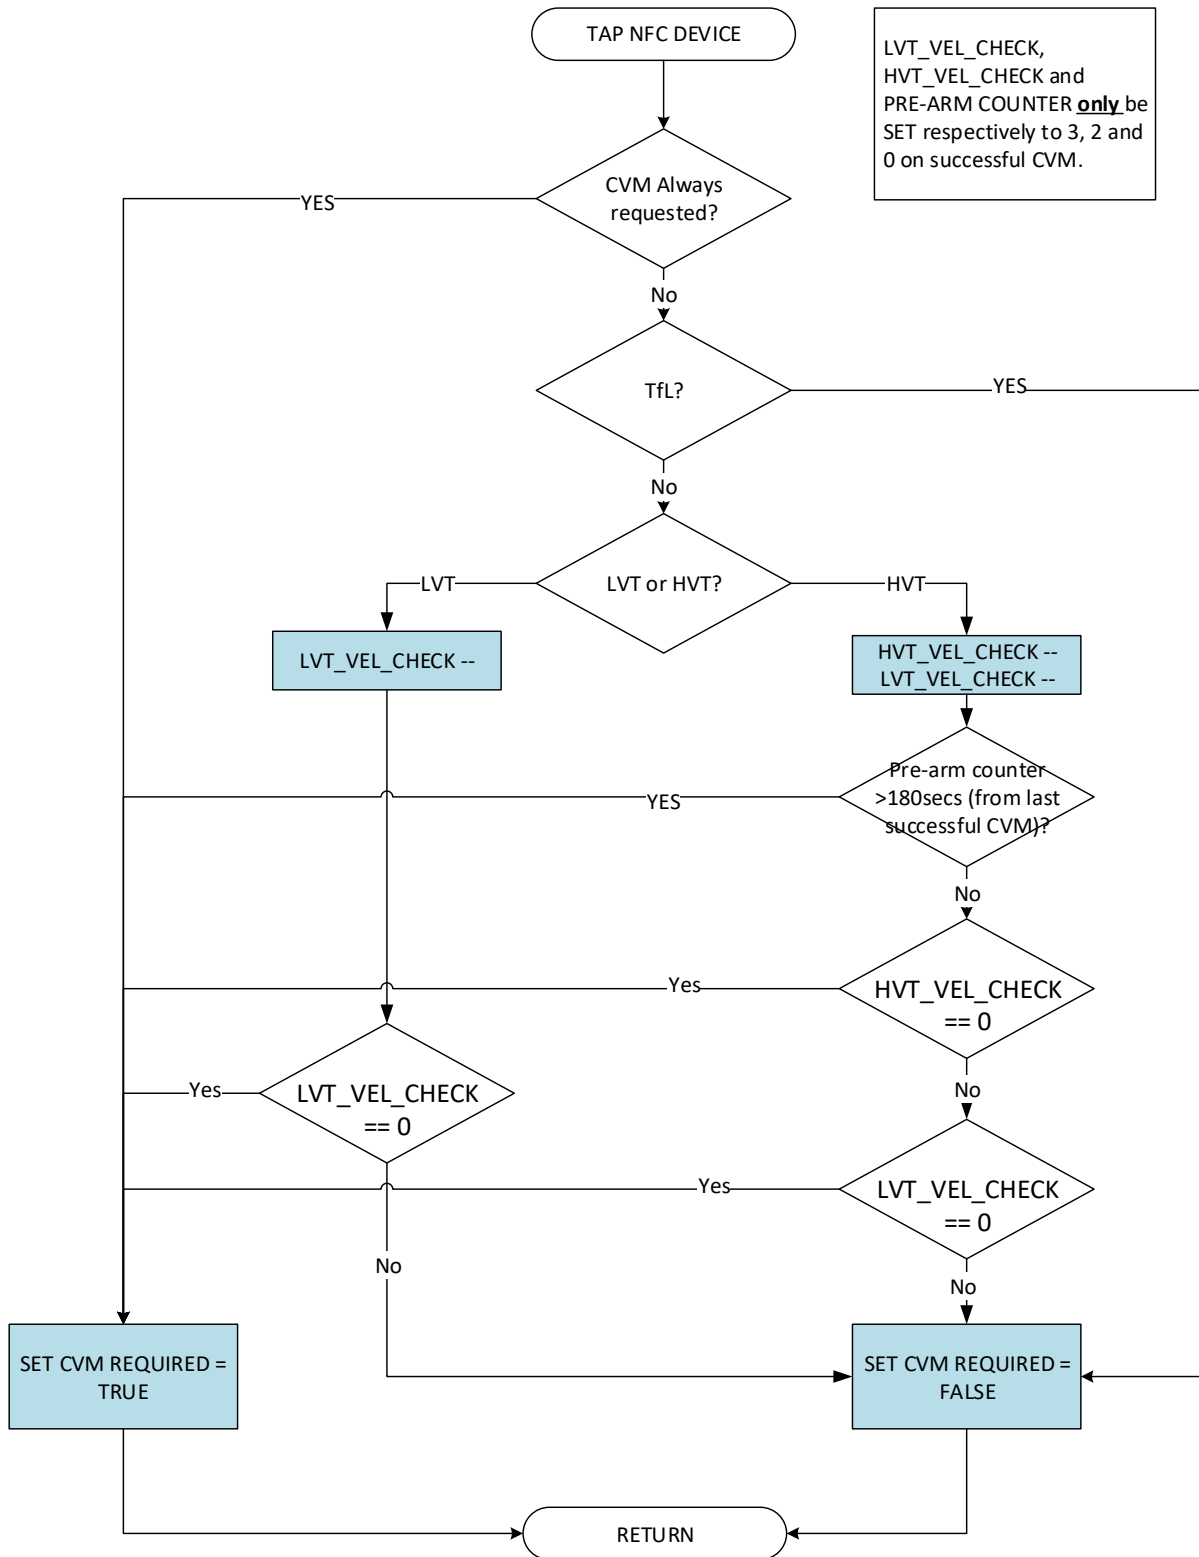 TAP NFC DEVICE
LVT_VEL_CHECK,
HVT_VEL_CHECK and
PRE-ARM COUNTER only be
SET respectively to 3, 2 and
0 on successful CVM.
CVM Always
requested?
YES
No
TfL?
YES
No
LVT or HVT?
LVT
HVT
LVT_VEL_CHECK --
HVT_VEL_CHECK --
LVT_VEL_CHECK --
Pre-arm counter
>180secs (from last
successful CVM)?
YES
No
HVT_VEL_CHECK
== 0
Yes
No
LVT_VEL_CHECK
== 0
Yes
No
LVT_VEL_CHECK
== 0
Yes
No
SET CVM REQUIRED =
TRUE
SET CVM REQUIRED =
FALSE
RETURN